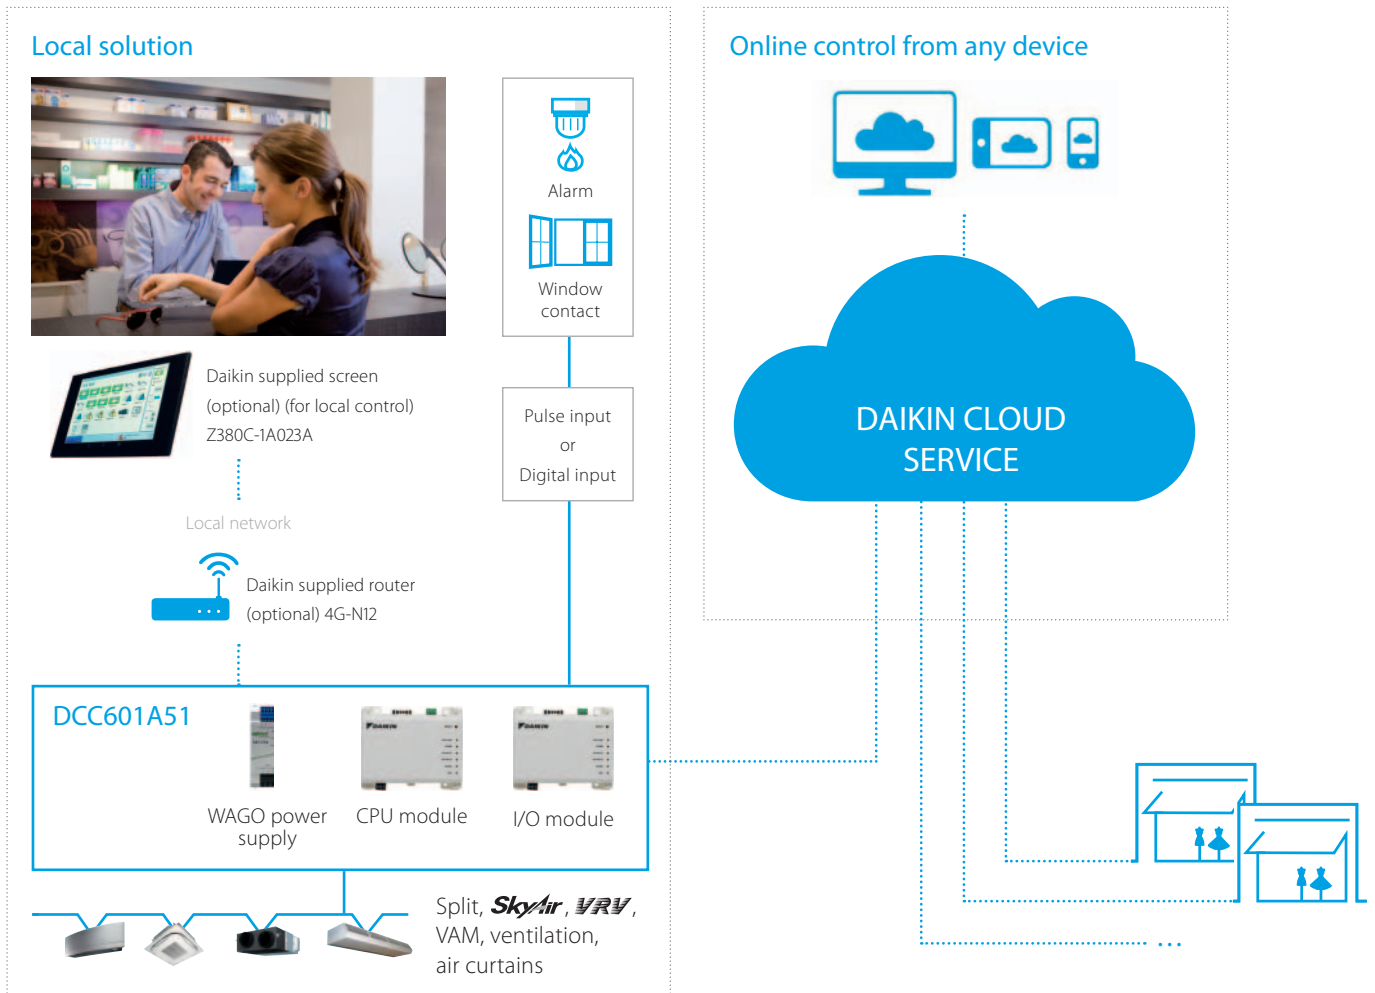 Local solution
Alarm
Window
contact
Daikin supplied screen
(optional) (for local control)
Z380C-1A023A
Pulse input
or
Digital input
Local network
Daikin supplied router
(optional) 4G-N12
DCC601A51
DAIKIN
DAIKIN
WAGO power
supply
CPU module
I/O module
Split, SkyAir, VRV,
VAM, ventilation,
air curtains
Online control from any device
DAIKIN CLOUD
SERVICE
...